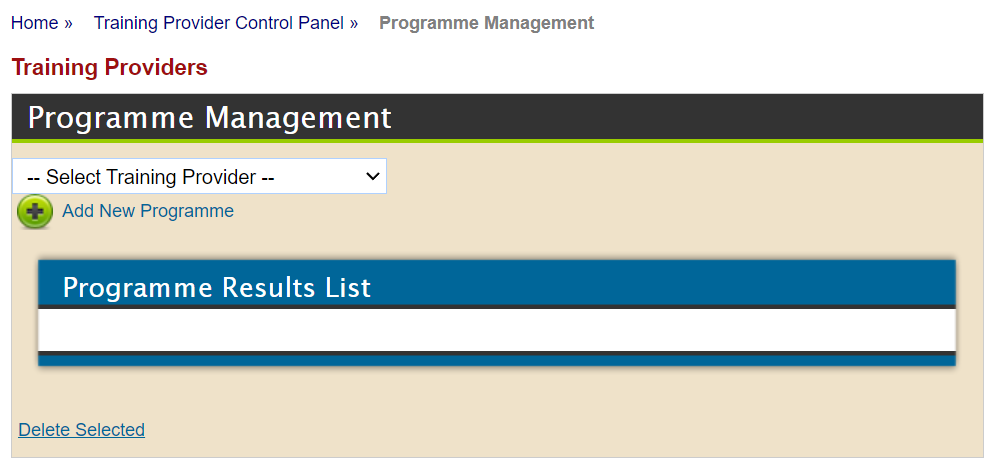 Home » Training Provider Control Panel » Programme Management
Training Providers
Programme Management
-- Select Training Provider --
Add New Programme
Programme Results List
Delete Selected